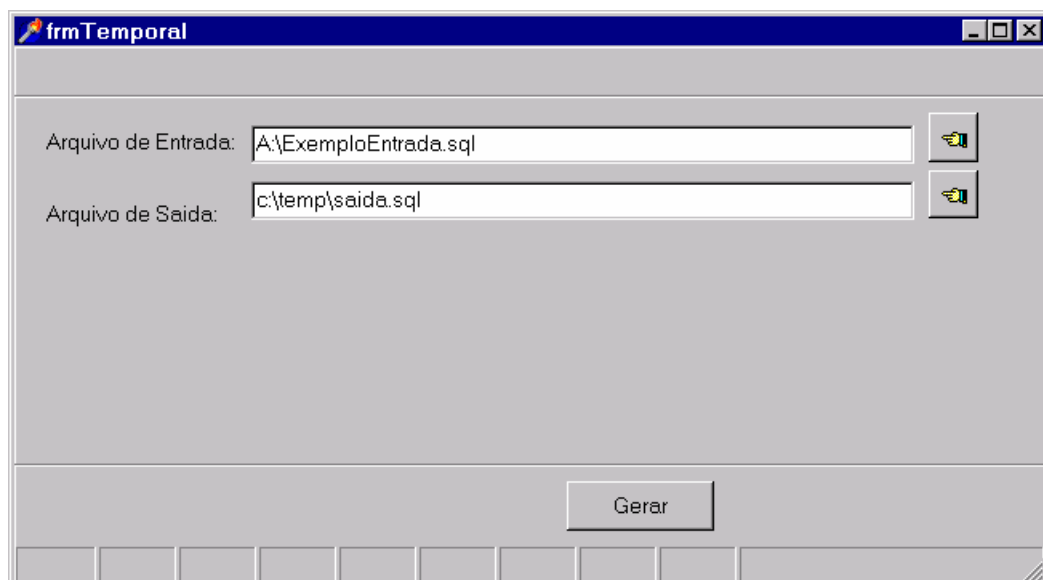 frmTemporal
Arquivo de Entrada: A:\ExemploEntrada.sql
Arquivo de Saida: c:\temp\saida.sql
Gerar